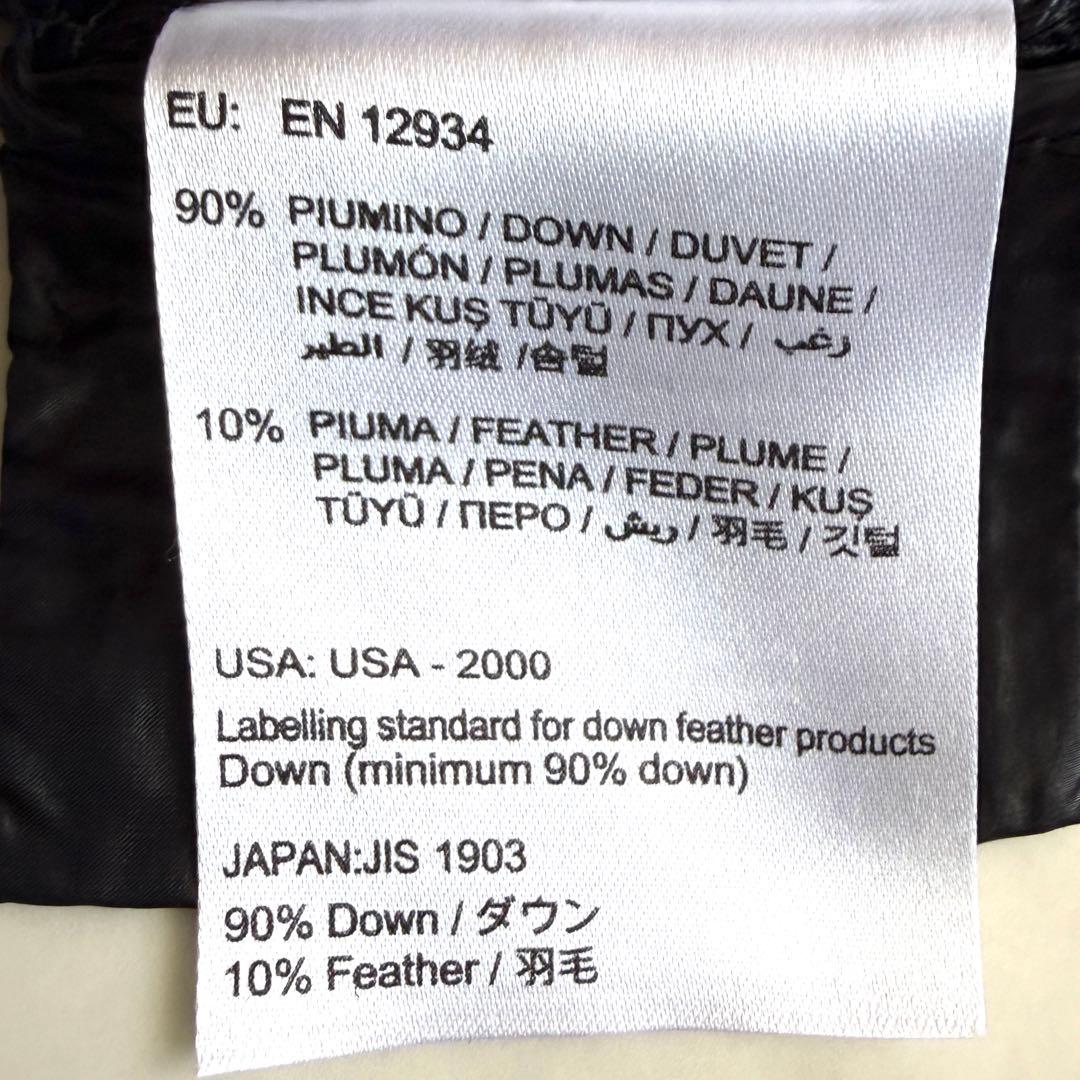 EU: EN 12934
90% PIUMINO / DOWN / DUVET /
PLUMÓN / PLUMAS / DAUNE /
INCE KUŞ TÜYÜ / ПУХ / رغب
الطير / 羽绒 / 솜털
10% PIUMA / FEATHER / PLUME /
PLUMA / PENA / FEDER / KUŞ
TÜYÜ / ПЕРО / ريش / 羽毛 / 깃털
USA: USA - 2000
Labelling standard for down feather products
Down (minimum 90% down)
JAPAN:JIS 1903
90% Down / ダウン
10% Feather / 羽毛